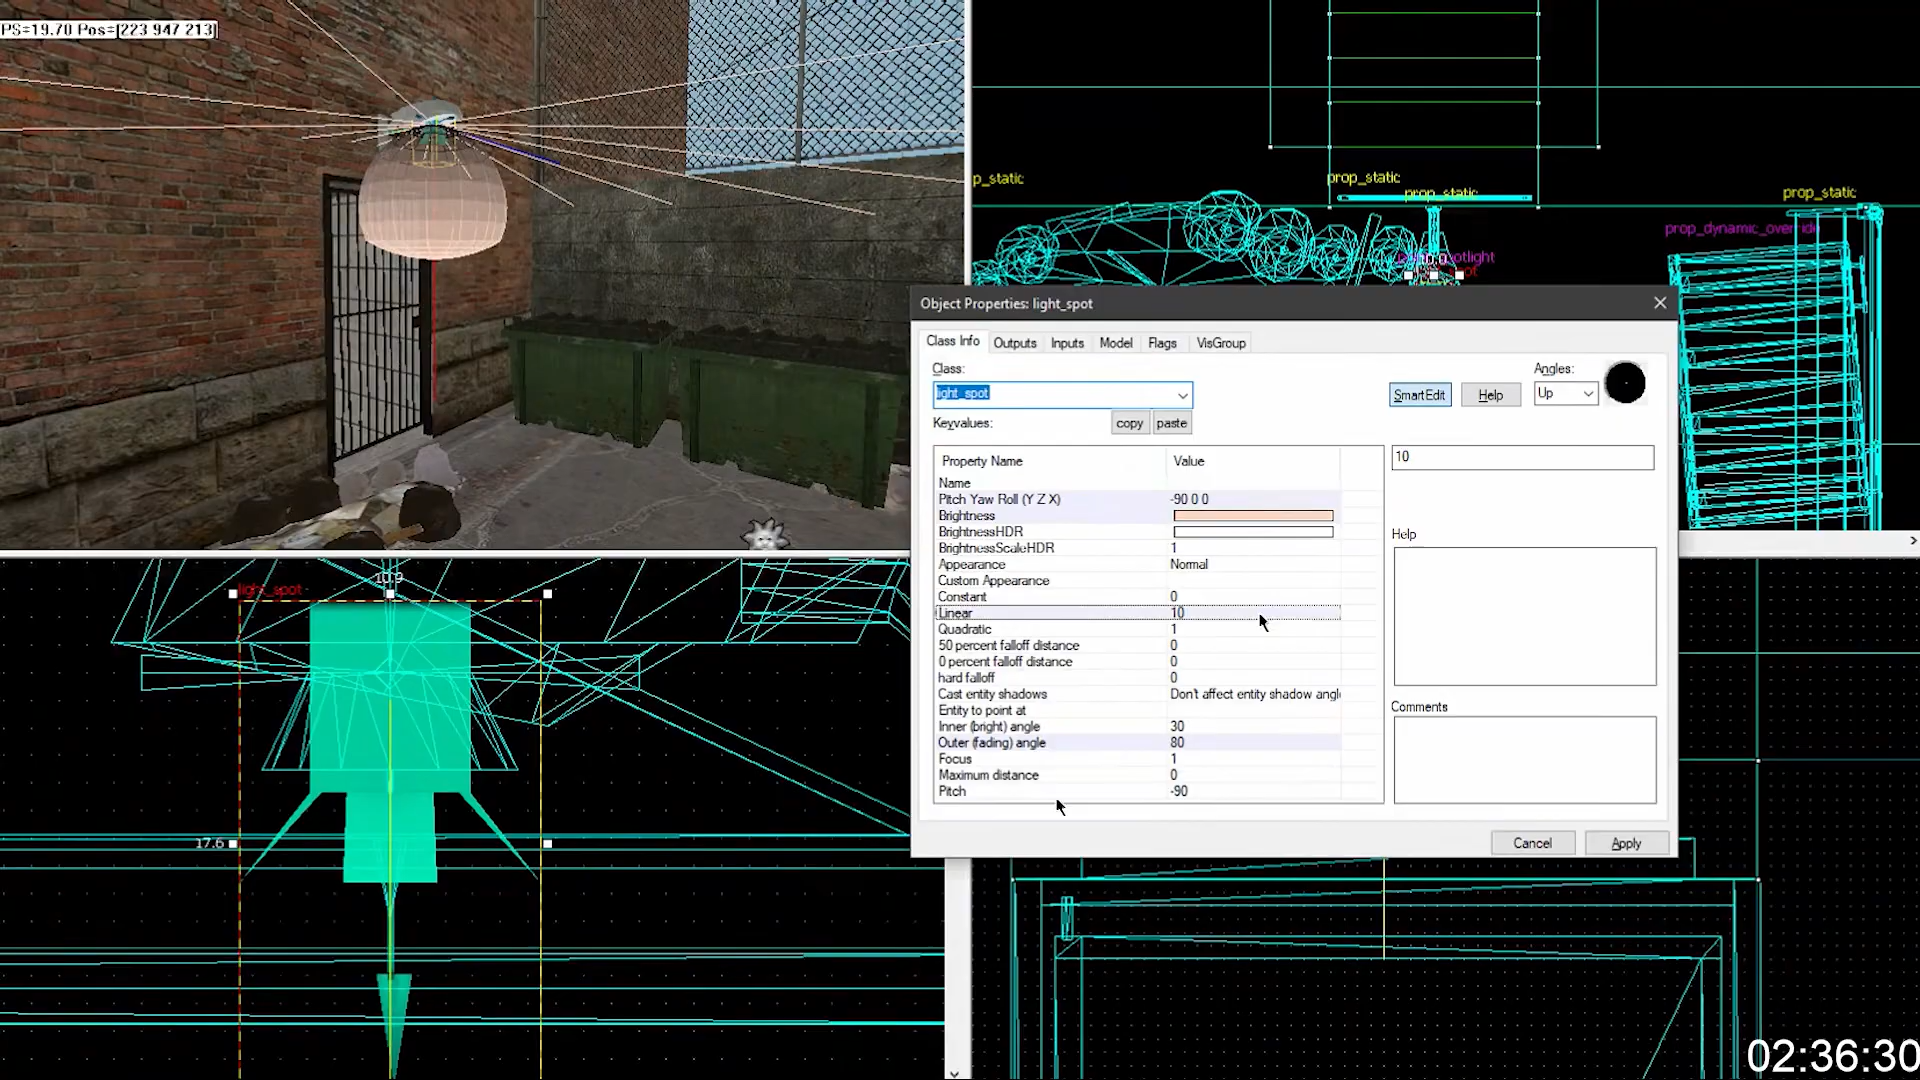 PS=19.70 Pos=[223 947 213]
p_static
prop_static
prop_static
prop_static
prop_dynamic_override
Object Properties: light_spot
Class Info Outputs Inputs Model Flags VisGroup
Class:
light_spot
SmartEdit
Help
Angles:
Up
Keyvalues:
copy
paste
Property Name Value
10
Name
Pitch Yaw Roll (Y Z X) -90 0 0
Brightness
BrightnessHDR
BrightnessScaleHDR 1
Appearance Normal
Custom Appearance
Constant 0
Linear 10
Quadratic 1
50 percent falloff distance 0
0 percent falloff distance 0
hard falloff 0
Cast entity shadows Don't affect entity shadow angl
Entity to point at
Inner (bright) angle 30
Outer (fading) angle 80
Focus 1
Maximum distance 0
Pitch -90
Help
Comments
Cancel
Apply
light_spot
10.9
17.6
02:36:30